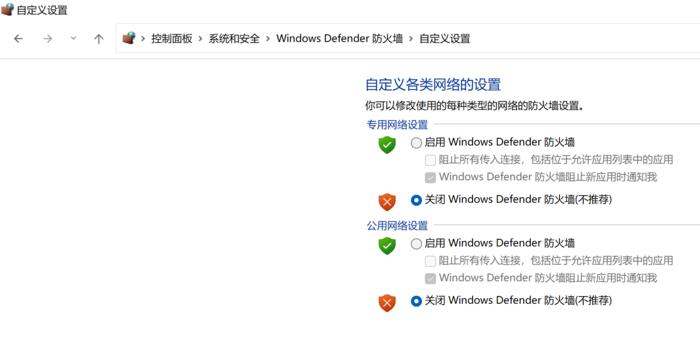 自定义设置
控制面板 > 系统和安全 > Windows Defender 防火墙 > 自定义设置
自定义各类网络的设置
你可以修改使用的每种类型的网络的防火墙设置。
专用网络设置
启用 Windows Defender 防火墙
阻止所有传入连接，包括位于允许应用列表中的应用
Windows Defender 防火墙阻止新应用时通知我
关闭 Windows Defender 防火墙(不推荐)
公用网络设置
启用 Windows Defender 防火墙
阻止所有传入连接，包括位于允许应用列表中的应用
Windows Defender 防火墙阻止新应用时通知我
关闭 Windows Defender 防火墙(不推荐)